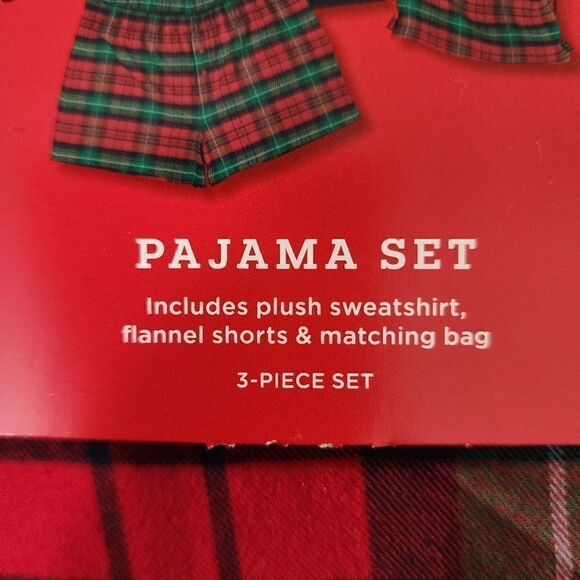 PAJAMA SET
Includes plush sweatshirt,
flannel shorts & matching bag
3-PIECE SET